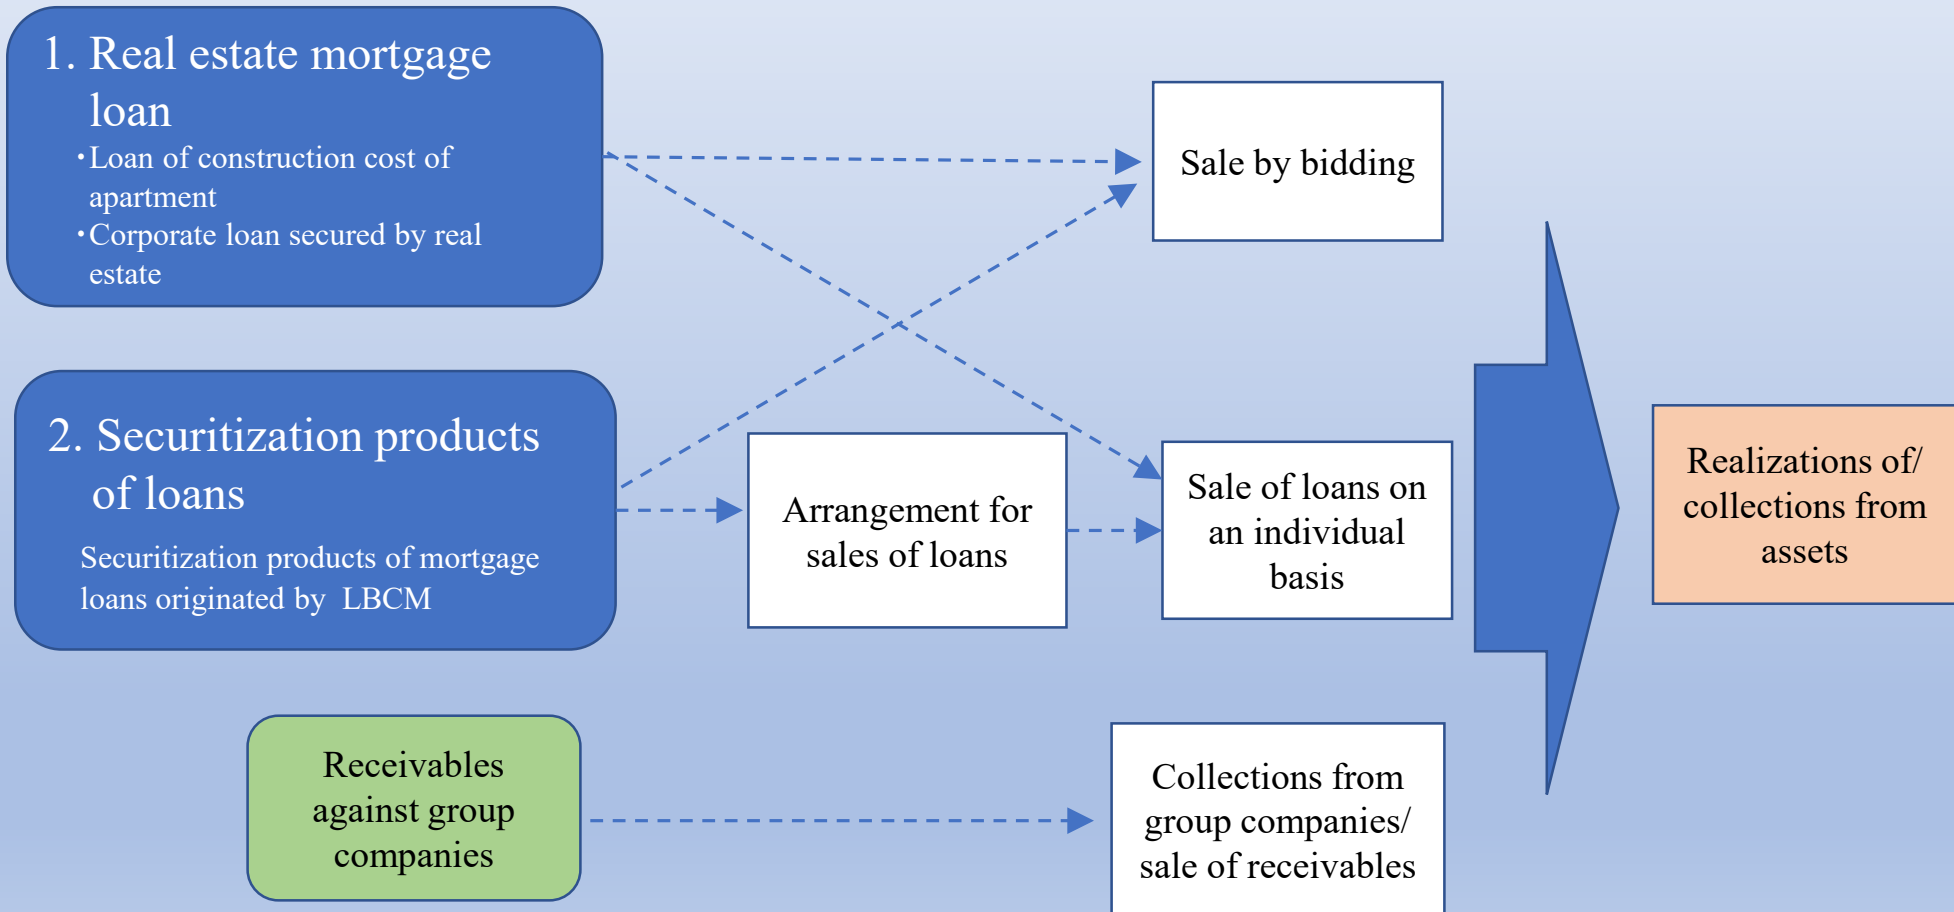 1. Real estate mortgage
loan
・Loan of construction cost of
apartment
・Corporate loan secured by real
estate
Sale by bidding
2. Securitization products
of loans
Securitization products of mortgage
loans originated by LBCM
Arrangement for
sales of loans
Sale of loans on
an individual
basis
Realizations of/
collections from
assets
Receivables
against group
companies
Collections from
group companies/
sale of receivables